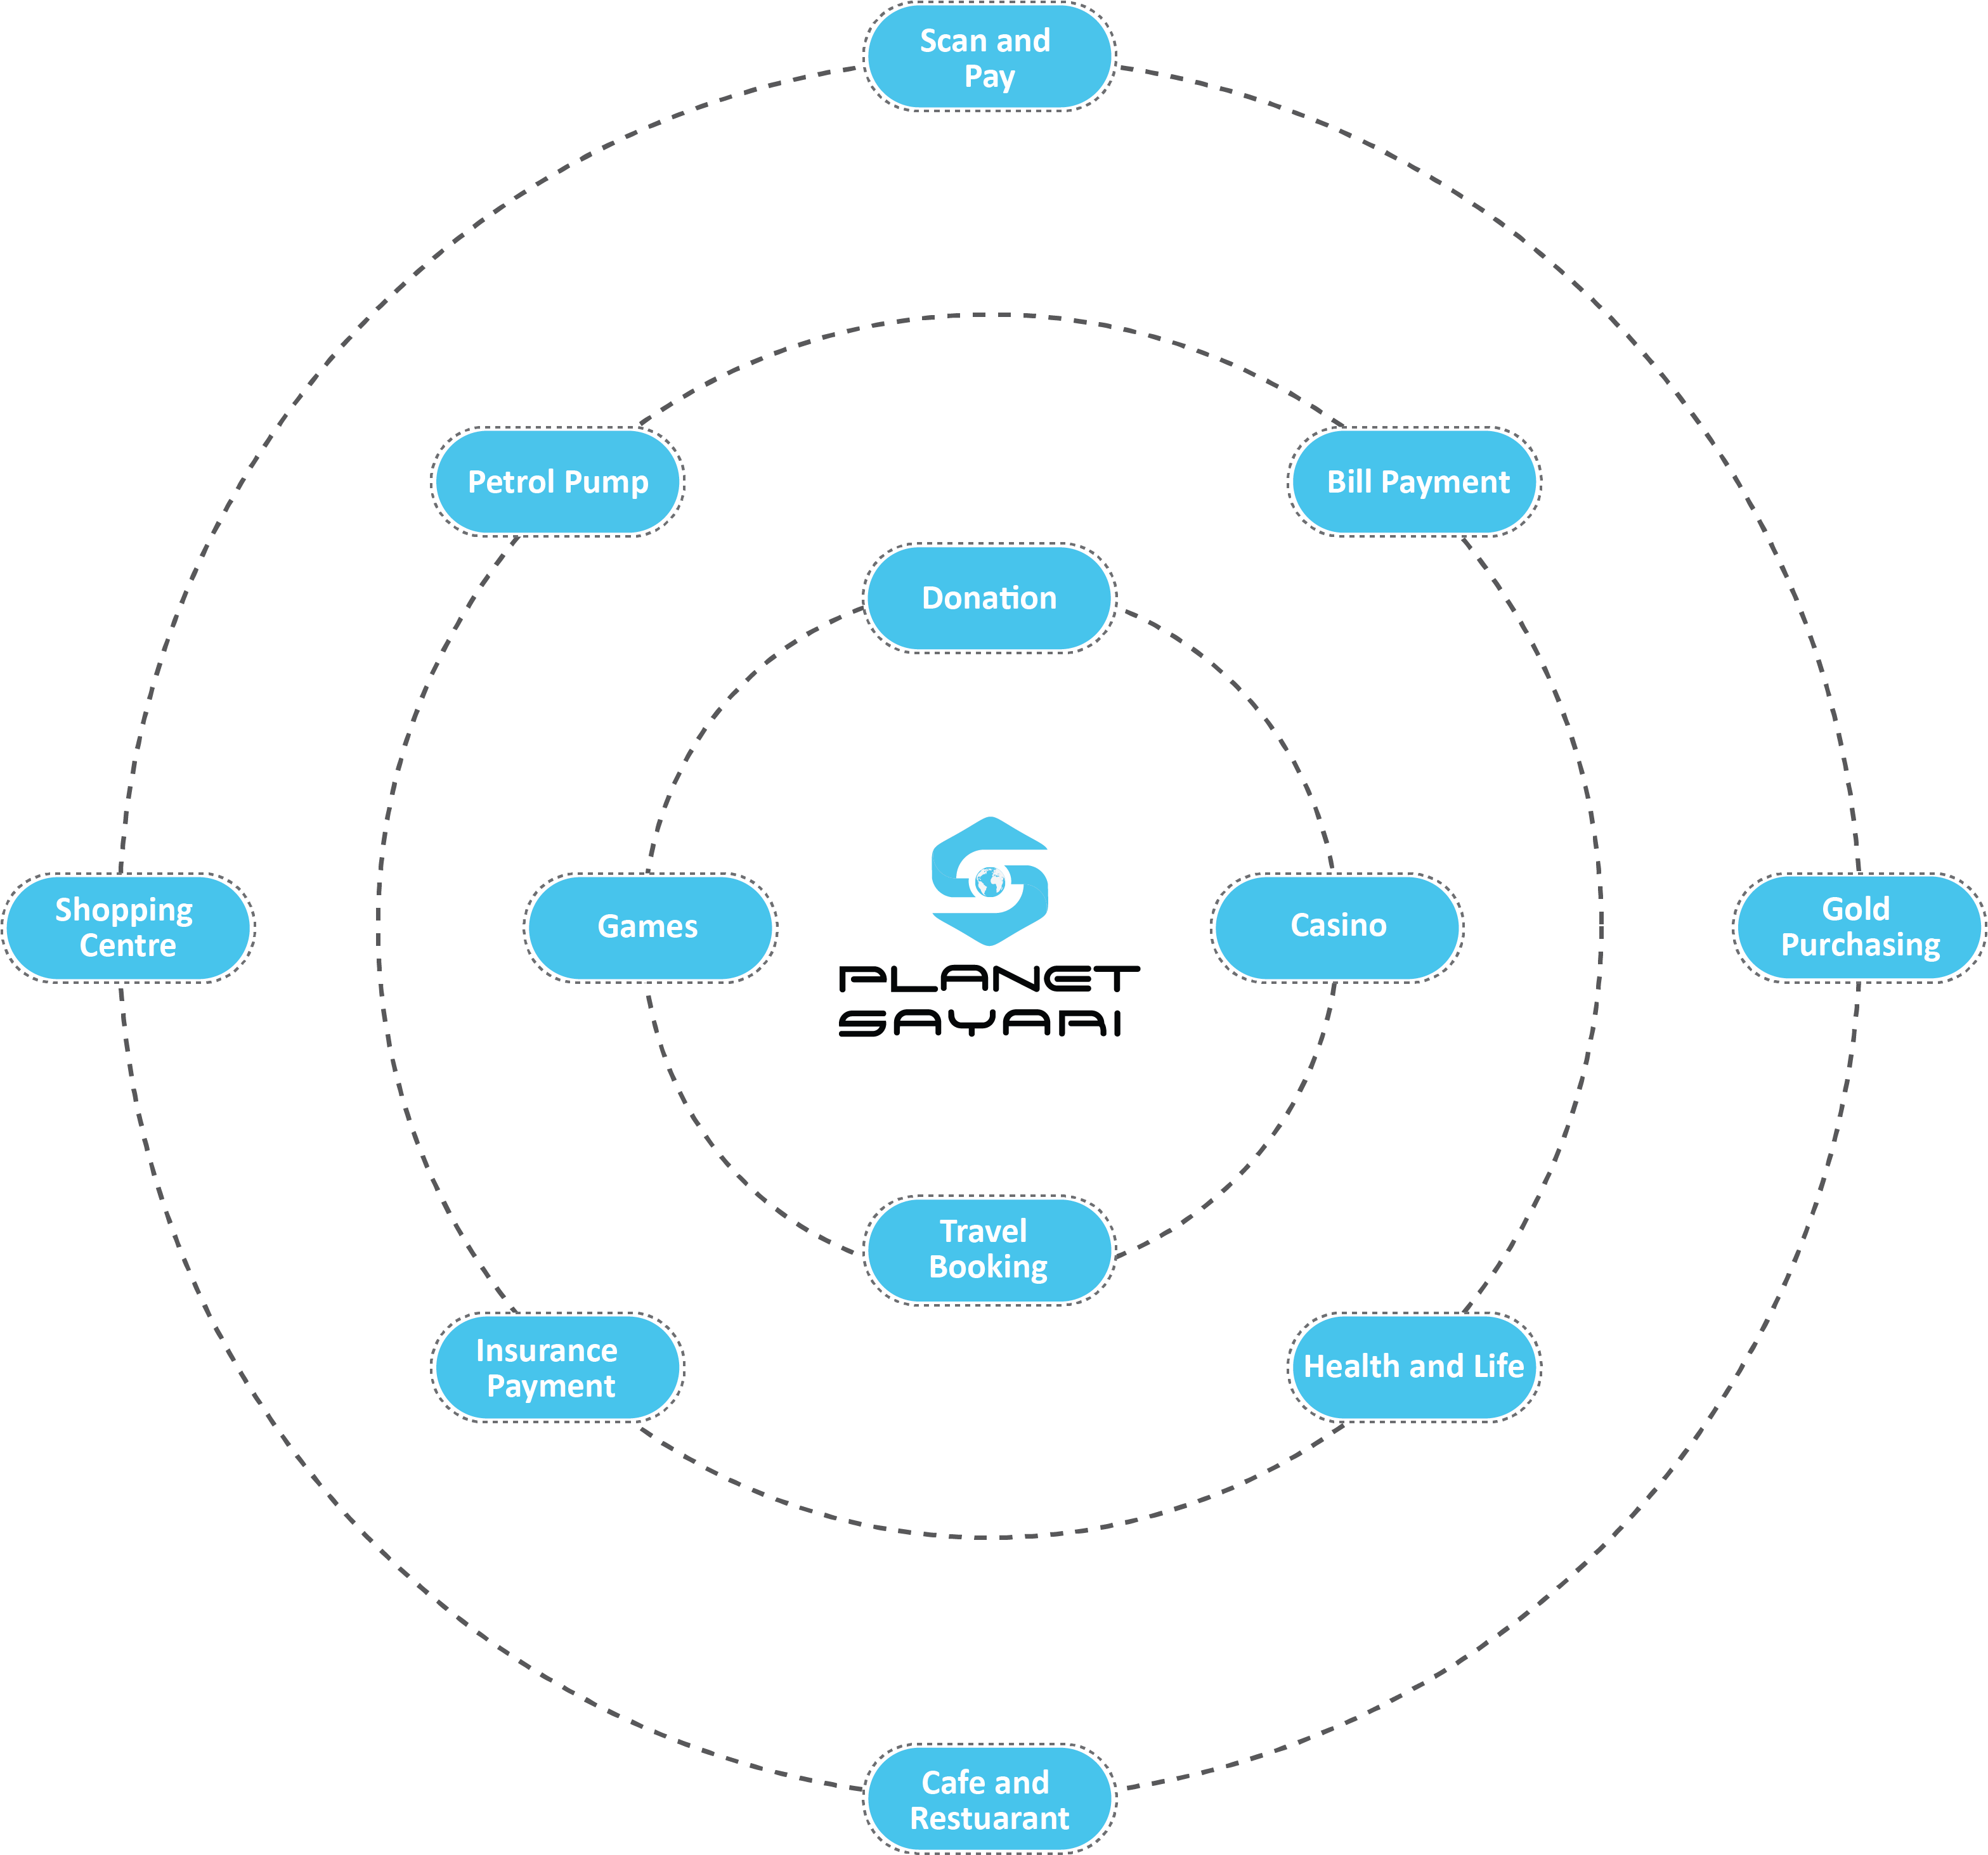 Scan and
Pay
Petrol Pump
Bill Payment
Donation
Shopping
Centre
Games
PLANET
SAYARI
Casino
Gold
Purchasing
Travel
Booking
Insurance
Payment
Health and Life
Cafe and
Restuarant